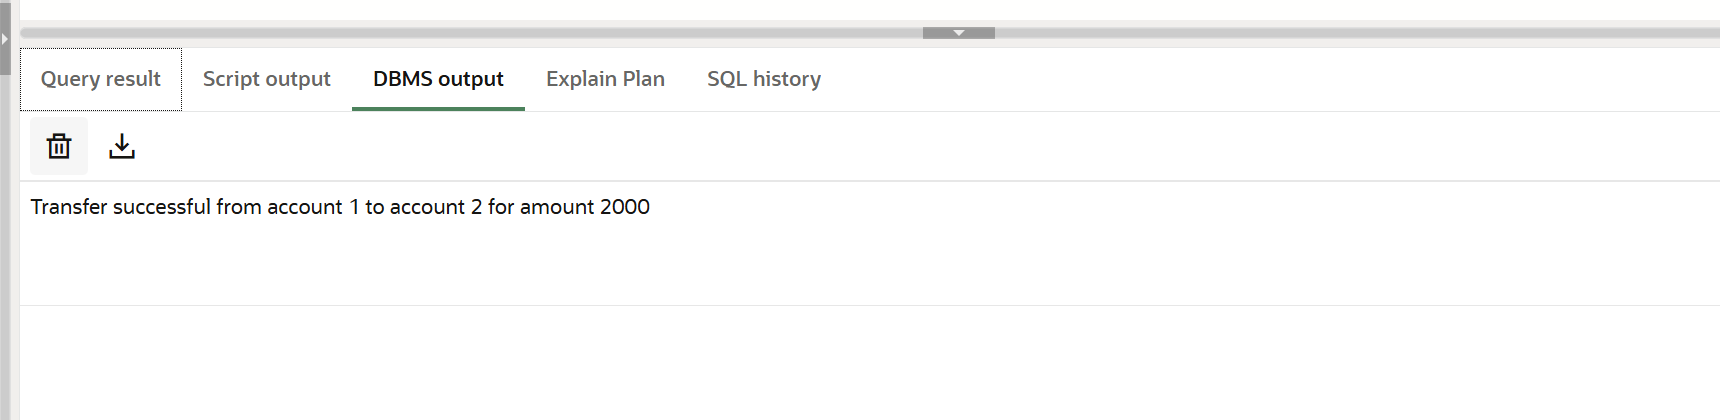 Query result Script output DBMS output Explain Plan SQL history
Transfer successful from account 1 to account 2 for amount 2000